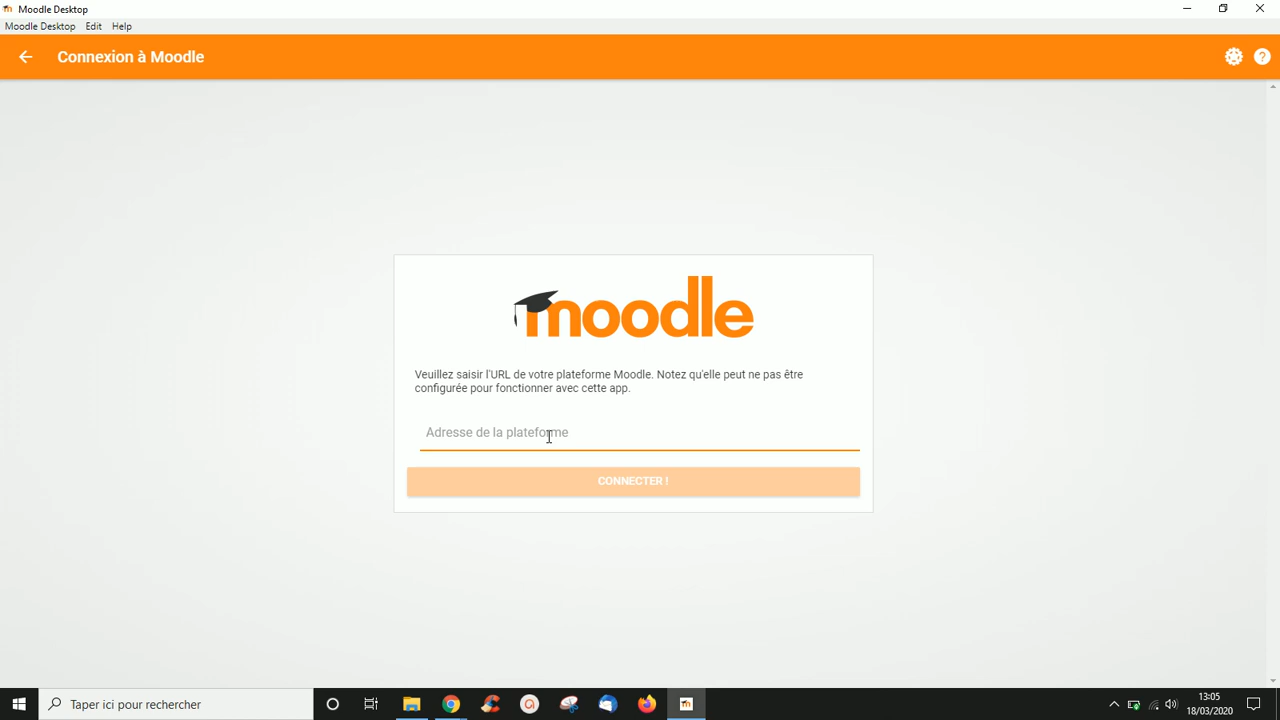 Moodle Desktop
Moodle Desktop Edit Help
Connexion à Moodle
moodle
Veuillez saisir l'URL de votre plateforme Moodle. Notez qu'elle peut ne pas être
configurée pour fonctionner avec cette app.
Adresse de la plateforme
CONNECTER !
Taper ici pour rechercher
13:05
18/03/2020